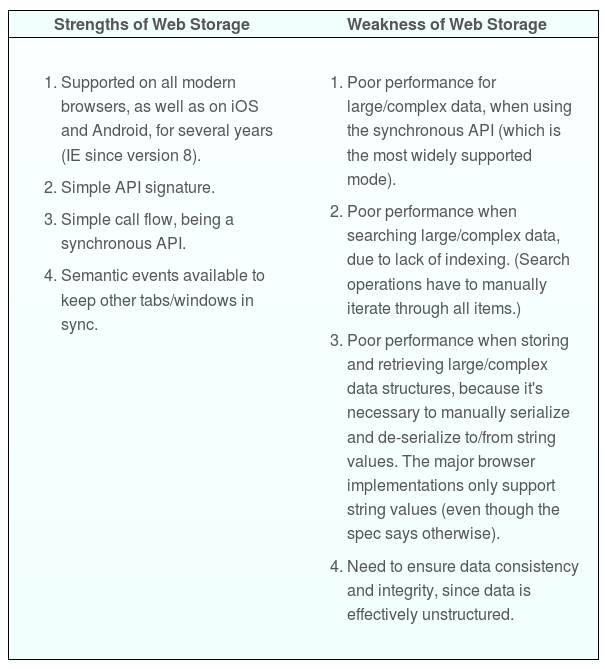 Strengths of Web Storage
Weakness of Web Storage
1. Supported on all modern
browsers, as well as on iOS
and Android, for several years
(IE since version 8).
2. Simple API signature.
3. Simple call flow, being a
synchronous API.
4. Semantic events available to
keep other tabs/windows in
sync.
1. Poor performance for
large/complex data, when using
the synchronous API (which is
the most widely supported
mode).
2. Poor performance when
searching large/complex data,
due to lack of indexing. (Search
operations have to manually
iterate through all items.)
3. Poor performance when storing
and retrieving large/complex
data structures, because it's
necessary to manually serialize
and de-serialize to/from string
values. The major browser
implementations only support
string values (even though the
spec says otherwise).
4. Need to ensure data consistency
and integrity, since data is
effectively unstructured.